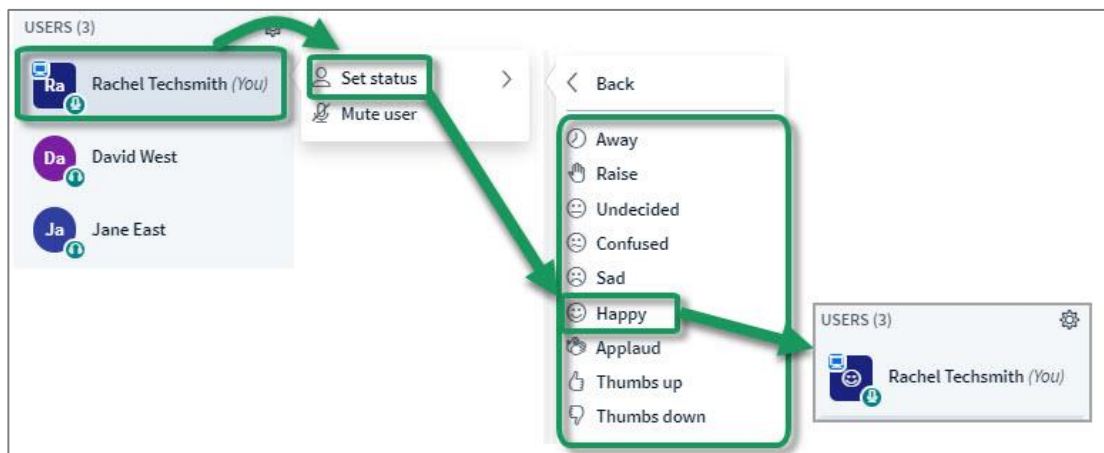 USERS (3)
Ra
Rachel Techsmith (You)
Da
David West
Ja
Jane East
Set status
Mute user
Back
Away
Raise
Undecided
Confused
Sad
Happy
Applaud
Thumbs up
Thumbs down
USERS (3)
Rachel Techsmith (You)